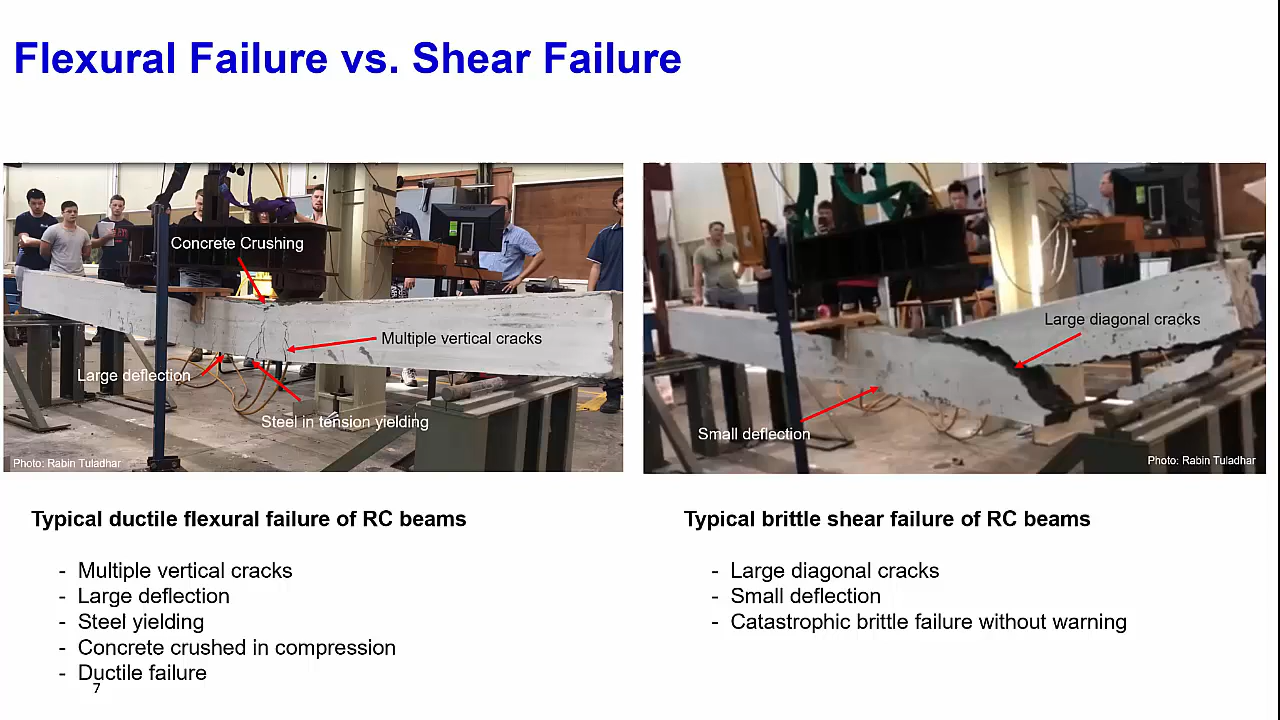 Flexural Failure vs. Shear Failure
Concrete Crushing
Multiple vertical cracks
Large deflection
Steel in tension yielding
Photo: Rabin Tuladhar
Large diagonal cracks
Small deflection
Photo: Rabin Tuladhar
Typical ductile flexural failure of RC beams
- Multiple vertical cracks
- Large deflection
- Steel yielding
- Concrete crushed in compression
- Ductile failure
Typical brittle shear failure of RC beams
- Large diagonal cracks
- Small deflection
- Catastrophic brittle failure without warning
7